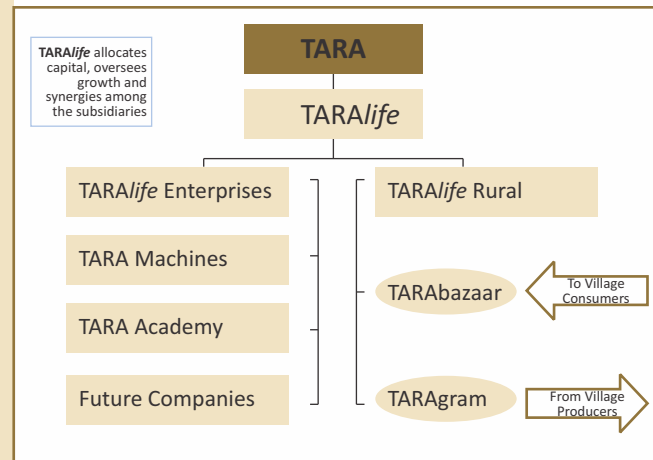 TARA
TARAlife allocates
capital, oversees
growth and
synergies among
the subsidiaries
TARAlife
TARAlife Enterprises
TARAlife Rural
TARA Machines
TARAbazaar
To Village
Consumers
TARA Academy
Future Companies
TARAgram
From Village
Producers